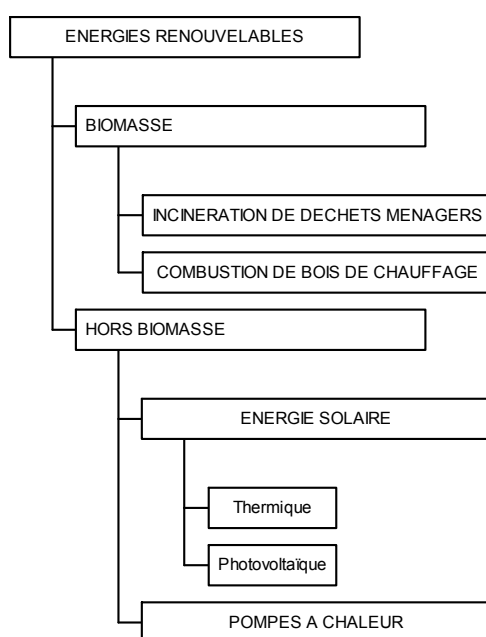 ENERGIES RENOUVELABLES
BIOMASSE
INCINERATION DE DECHETS MENAGERS
COMBUSTION DE BOIS DE CHAUFFAGE
HORS BIOMASSE
ENERGIE SOLAIRE
Thermique
Photovoltaïque
POMPES A CHALEUR